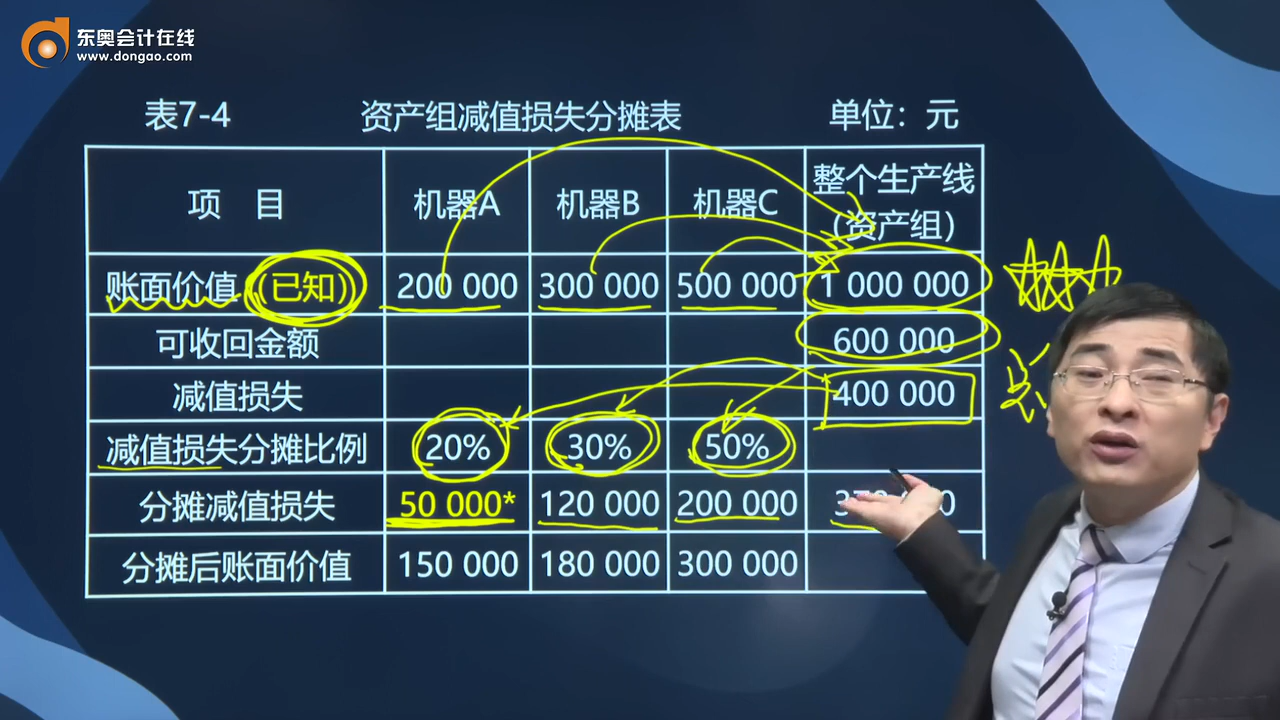 东奥会计在线
www.dongao.com
表7-4 资产组减值损失分摊表 单位：元
项 目 机器A 机器B 机器C 整个生产线
（资产组）
账面价值（已知） 200 000 300 000 500 000 1 000 000
可收回金额 600 000
减值损失 400 000
减值损失分摊比例 20% 30% 50%
分摊减值损失 50 000* 120 000 200 000
分摊后账面价值 150 000 180 000 300 000